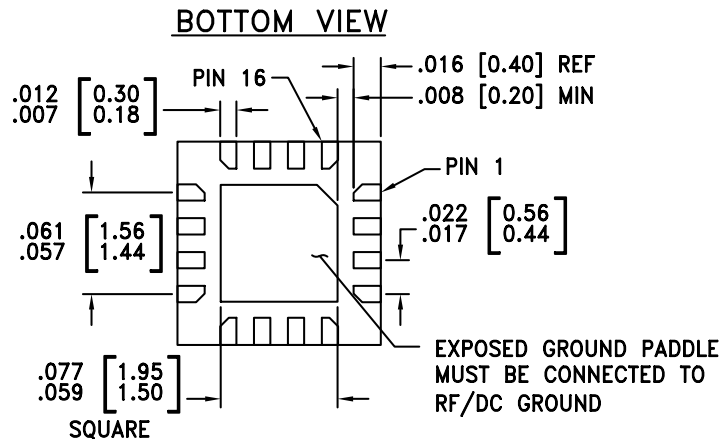 BOTTOM VIEW
PIN 16
.016 [0.40] REF
.008 [0.20] MIN
.012 [0.30]
.007 [0.18]
PIN 1
.022 [0.56]
.017 [0.44]
.061 [1.56]
.057 [1.44]
.077 [1.95]
.059 [1.50]
SQUARE
EXPOSED GROUND PADDLE
MUST BE CONNECTED TO
RF/DC GROUND